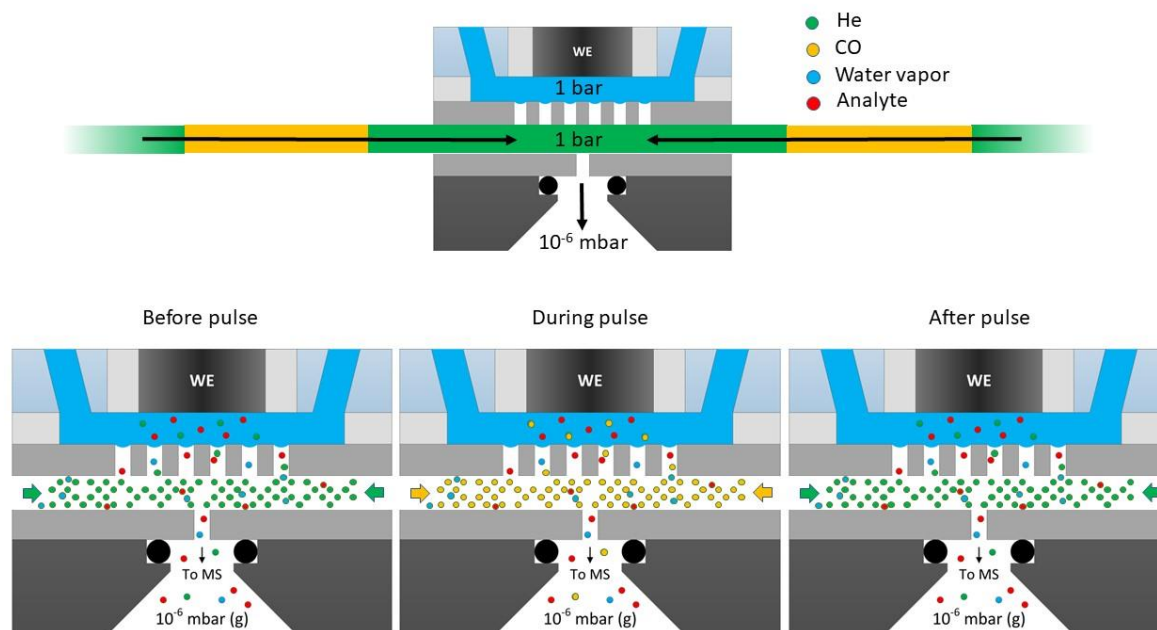 He
CO
Water vapor
Analyte
WE
1 bar
1 bar
10⁻⁶ mbar
Before pulse
During pulse
After pulse
WE
WE
WE
To MS
To MS
To MS
10⁻⁶ mbar (g)
10⁻⁶ mbar (g)
10⁻⁶ mbar (g)